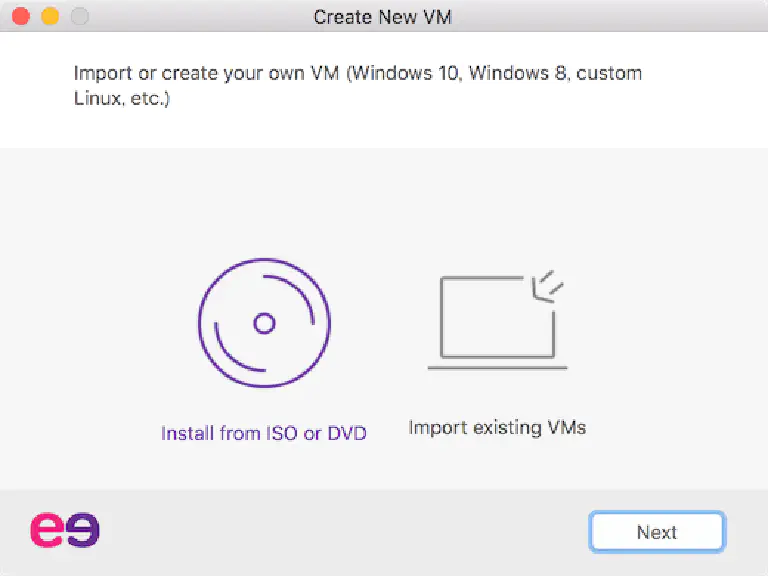 Create New VM
Import or create your own VM (Windows 10, Windows 8, custom
Linux, etc.)
Install from ISO or DVD
Import existing VMs
ee
Next